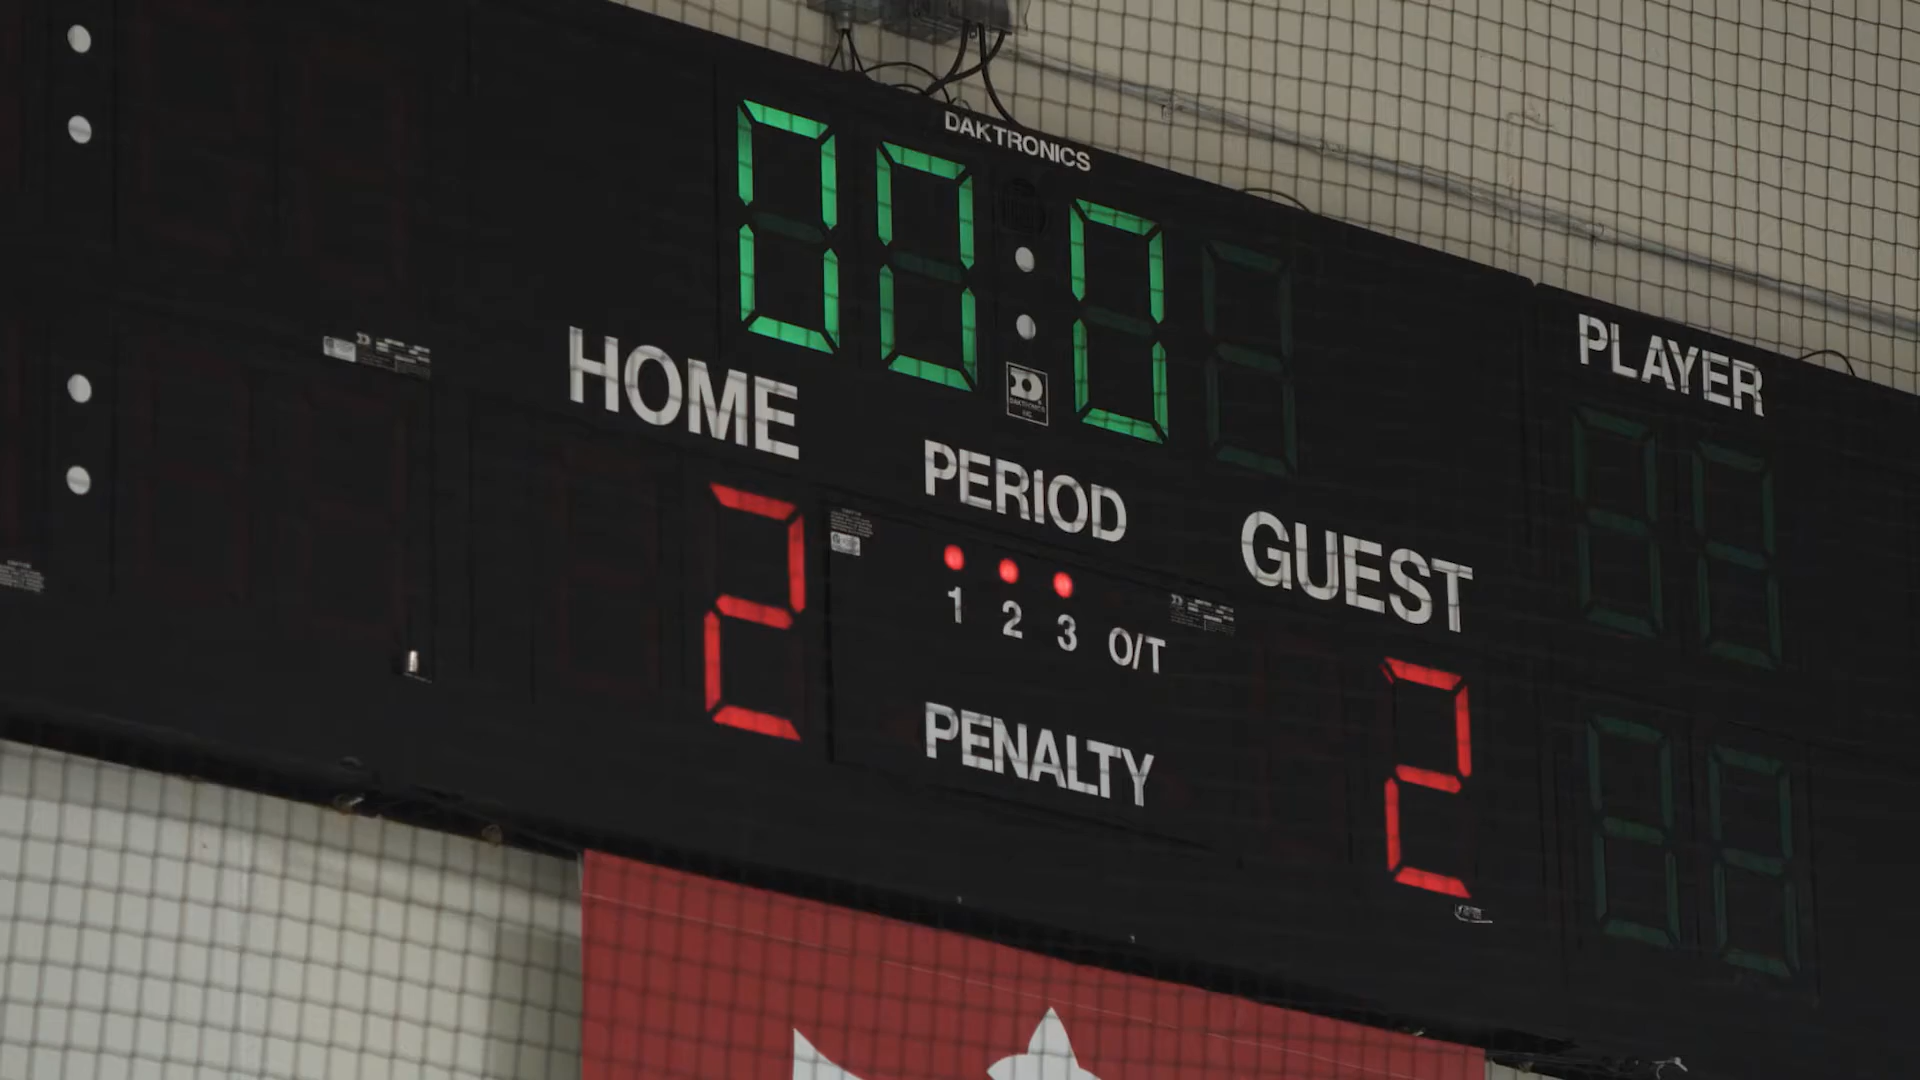 DAKTRONICS
00:0
HOME
PERIOD
GUEST
PLAYER
2
1 2 3 O/T
2
PENALTY